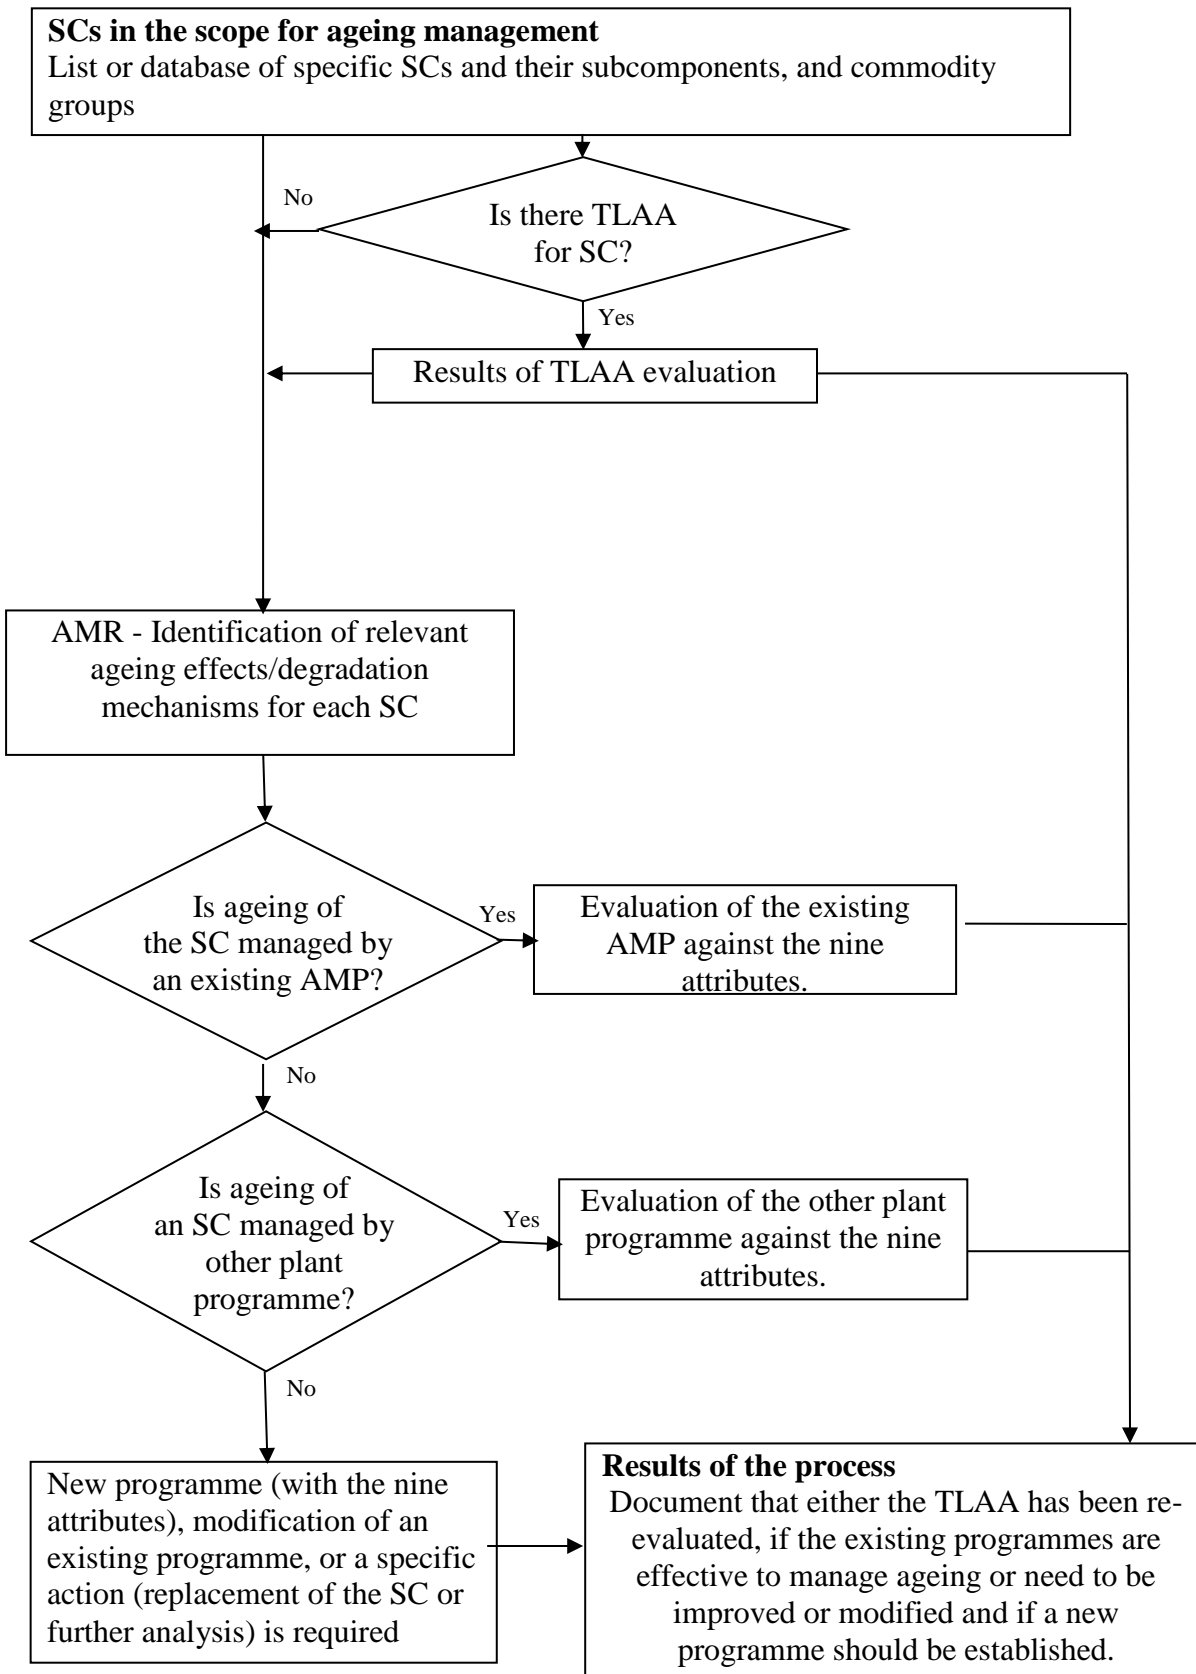 SCs in the scope for ageing management
List or database of specific SCs and their subcomponents, and commodity
groups
No
Is there TLAA
for SC?
Yes
Results of TLAA evaluation
AMR - Identification of relevant
ageing effects/degradation
mechanisms for each SC
Is ageing of
the SC managed by
an existing AMP?
Yes
Evaluation of the existing
AMP against the nine
attributes.
No
Is ageing of
an SC managed by
other plant
programme?
Yes
Evaluation of the other plant
programme against the nine
attributes.
No
New programme (with the nine
attributes), modification of an
existing programme, or a specific
action (replacement of the SC or
further analysis) is required
Results of the process
Document that either the TLAA has been re-
evaluated, if the existing programmes are
effective to manage ageing or need to be
improved or modified and if a new
programme should be established.